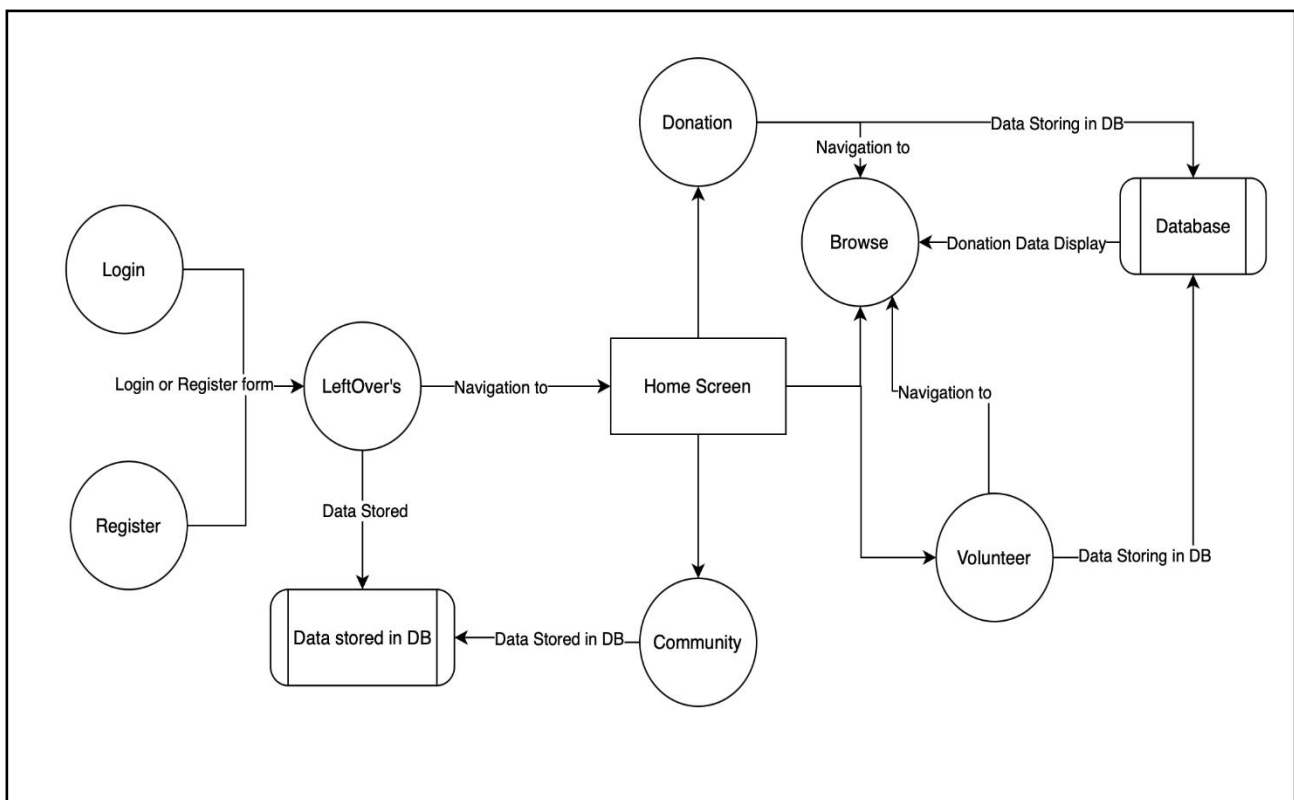 Donation
Data Storing in DB
Navigation to
Login
Browse
Donation Data Display
Database
Login or Register form
LeftOver's
Navigation to
Home Screen
Navigation to
Register
Data Stored
Volunteer
Data Storing in DB
Data stored in DB
Data Stored in DB
Community